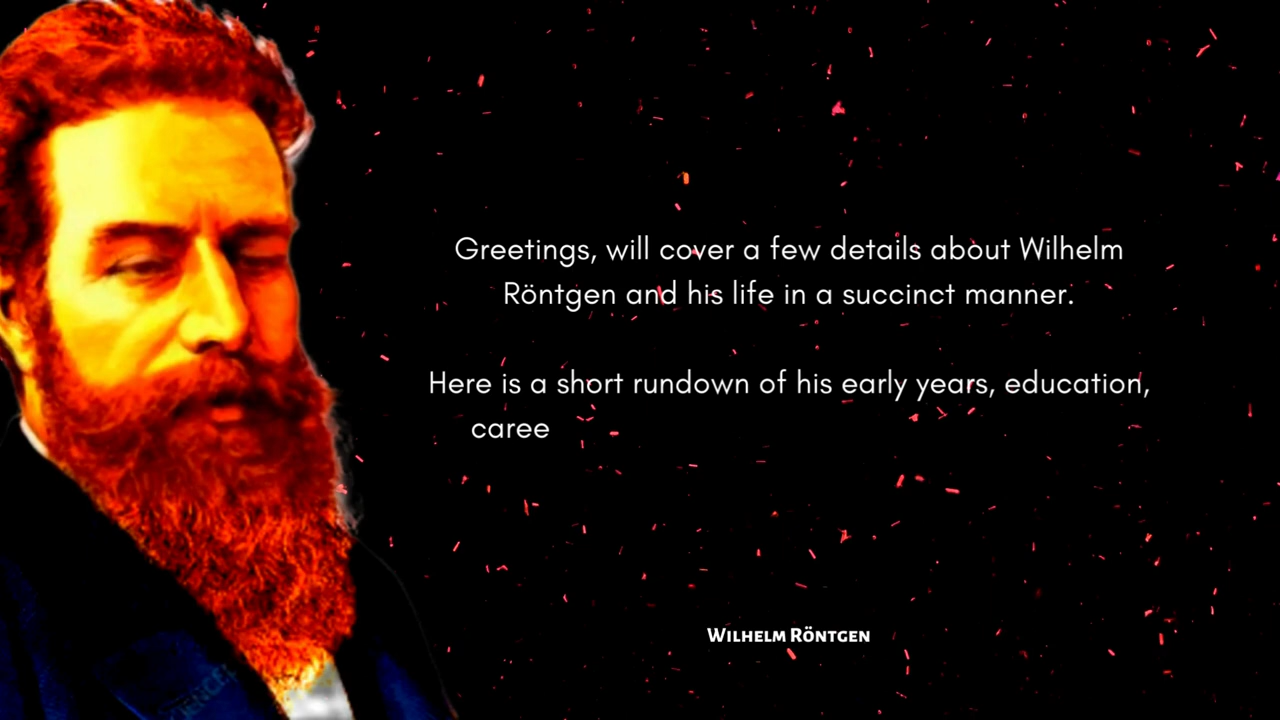 Greetings, will cover a few details about Wilhelm
Röntgen and his life in a succinct manner.
Here is a short rundown of his early years, education,
caree
Wilhelm Röntgen